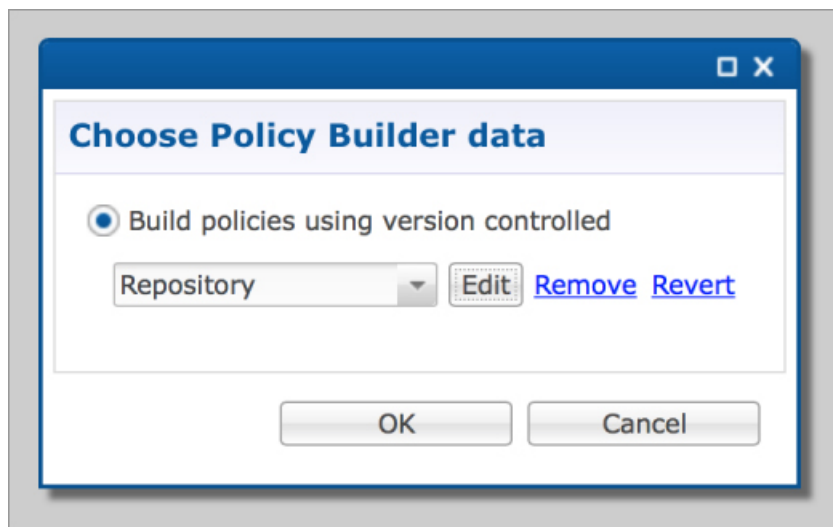 Choose Policy Builder data
Build policies using version controlled
Repository Edit Remove Revert
OK Cancel